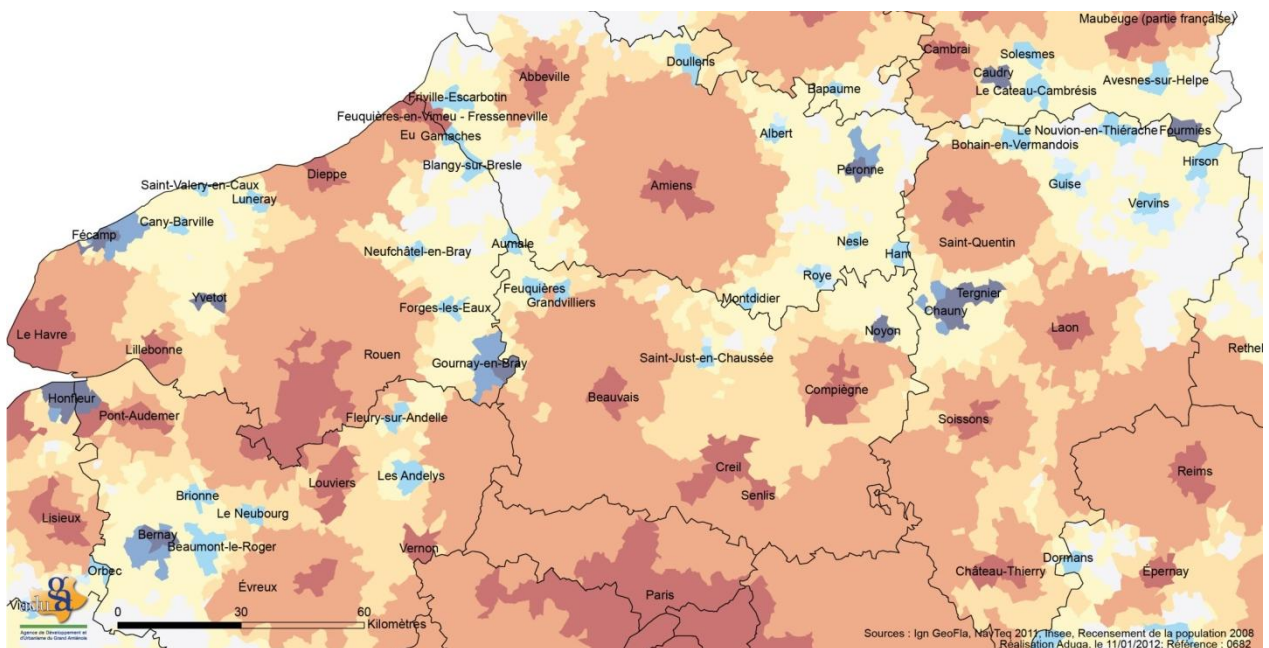 Maubeuge (partie française)
Cambrai
Solesmes
Doullens
Abbeville
Caudry
Avesnes-sur-Helpe
Bapaume
Le Cateau-Cambrésis
Friville-Escarbotin
Feuquières-en-Vimeu - Fressenneville
Eu
Gamaches
Albert
Le Nouvion-en-Thiérache
Fourmies
Bohain-en-Vermandois
Blangy-sur-Bresle
Hirson
Péronne
Dieppe
Amiens
Guise
Saint-Valery-en-Caux
Luneray
Vervins
Cany-Barville
Fécamp
Neufchâtel-en-Bray
Aumale
Nesle
Saint-Quentin
Ham
Roye
Feuquières
Grandvilliers
Montdidier
Tergnier
Chauny
Yvetot
Forges-les-Eaux
Noyon
Laon
Le Havre
Lillebonne
Rouen
Saint-Just-en-Chaussée
Rethel
Gournay-en-Bray
Compiègne
Beauvais
Honfleur
Pont-Audemer
Fleury-sur-Andelle
Soissons
Creil
Reims
Les Andelys
Louviers
Senlis
Brionne
Le Neubourg
Lisieux
Bernay
Beaumont-le-Roger
Vernon
Dormans
Orbec
Château-Thierry
Épernay
Évreux
Paris
aduga
Agence de Développement et
d'Urbanisme du Grand Amiénois
0 30 60
Kilomètres
Sources : Ign GeoFla, NavTeq 2011, Insee, Recensement de la population 2008
Réalisation Aduga, le 11/01/2012; Référence : 0682